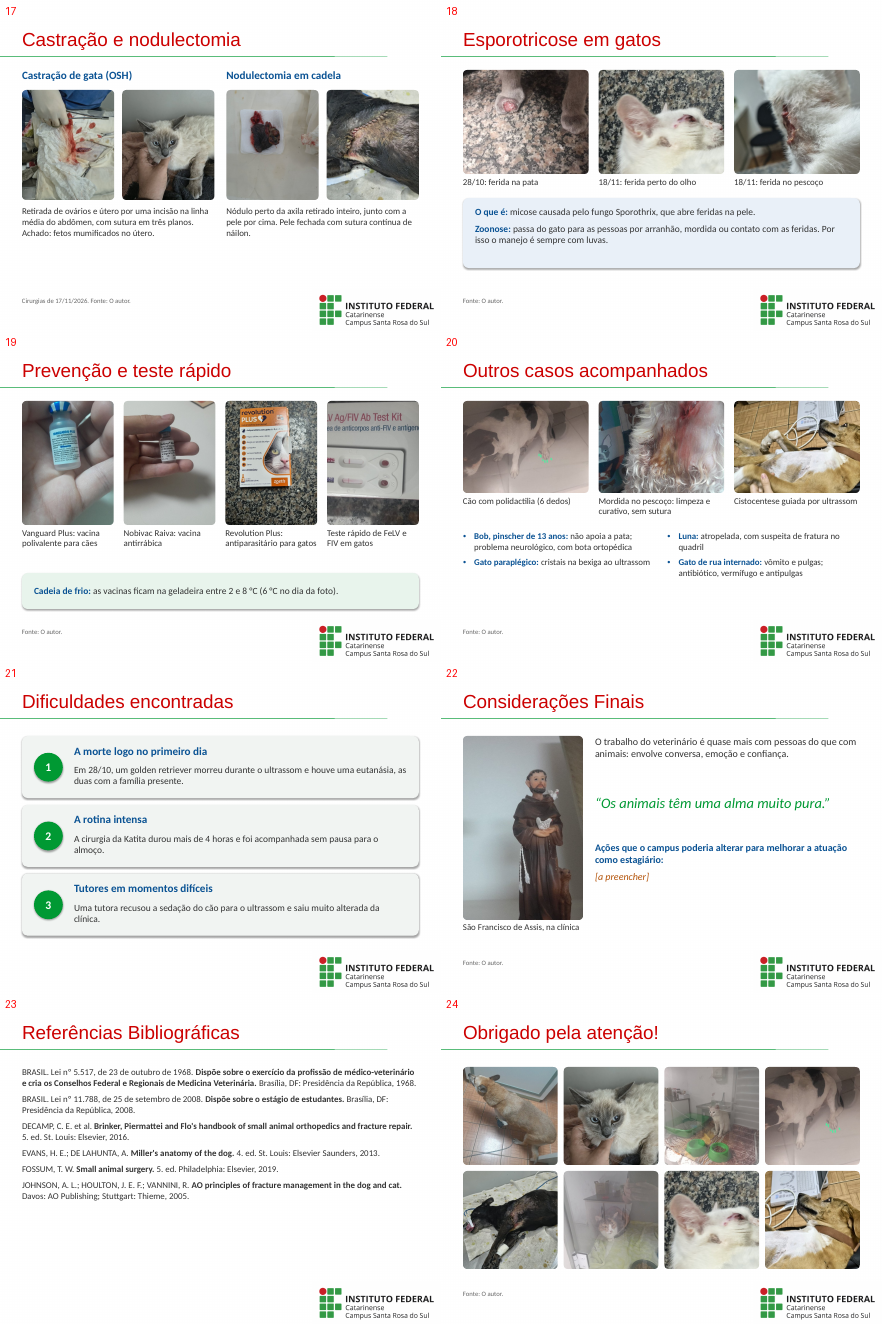 17
Castração e nodulectomia
Castração de gata (OSH)
Nodulectomia em cadela
Retirada de ovários e útero por uma incisão na linha
média do abdômen, com sutura em três planos.
Achado: fetos mumificados no útero.
Nódulo perto da axila retirado inteiro, junto com a
pele por cima. Pele fechada com sutura contínua de
náilon.
Cirurgias de 17/11/2026. Fonte: O autor.
INSTITUTO FEDERAL
Catarinense
Campus Santa Rosa do Sul
18
Esporotricose em gatos
28/10: ferida na pata
18/11: ferida perto do olho
18/11: ferida no pescoço
O que é: micose causada pelo fungo Sporothrix, que abre feridas na pele.
Zoonose: passa do gato para as pessoas por arranhão, mordida ou contato com as feridas. Por
isso o manejo é sempre com luvas.
Fonte: O autor.
INSTITUTO FEDERAL
Catarinense
Campus Santa Rosa do Sul
19
Prevenção e teste rápido
revolution
PLUS
V Ag/FIV Ab Test Kit
e de anticorpos anti-FIV e antígen
Vanguard Plus: vacina
polivalente para cães
Nobivac Raiva: vacina
antirrábica
Revolution Plus:
antiparasitário para gatos
Teste rápido de FeLV e
FIV em gatos
Cadeia de frio: as vacinas ficam na geladeira entre 2 e 8 °C (6 °C no dia da foto).
Fonte: O autor.
INSTITUTO FEDERAL
Catarinense
Campus Santa Rosa do Sul
20
Outros casos acompanhados
Cão com polidactilia (6 dedos)
Mordida no pescoço: limpeza e
curativo, sem sutura
Cistocentese guiada por ultrassom
• Bob, pinscher de 13 anos: não apoia a pata;
problema neurológico, com bota ortopédica
• Gato paraplégico: cristais na bexiga ao ultrassom
• Luna: atropelada, com suspeita de fratura no
quadril
• Gato de rua internado: vômito e pulgas;
antibiótico, vermífugo e antipulgas
Fonte: O autor.
INSTITUTO FEDERAL
Catarinense
Campus Santa Rosa do Sul
21
Dificuldades encontradas
1
A morte logo no primeiro dia
Em 28/10, um golden retriever morreu durante o ultrassom e houve uma eutanásia, as
duas com a família presente.
2
A rotina intensa
A cirurgia da Katita durou mais de 4 horas e foi acompanhada sem pausa para o
almoço.
3
Tutores em momentos difíceis
Uma tutora recusou a sedação do cão para o ultrassom e saiu muito alterada da
clínica.
INSTITUTO FEDERAL
Catarinense
Campus Santa Rosa do Sul
22
Considerações Finais
O trabalho do veterinário é quase mais com pessoas do que com
animais: envolve conversa, emoção e confiança.
“Os animais têm uma alma muito pura.”
Ações que o campus poderia alterar para melhorar a atuação
como estagiário:
[a preencher]
São Francisco de Assis, na clínica
Fonte: O autor.
INSTITUTO FEDERAL
Catarinense
Campus Santa Rosa do Sul
23
Referências Bibliográficas
BRASIL. Lei nº 5.517, de 23 de outubro de 1968. Dispõe sobre o exercício da profissão de médico-veterinário
e cria os Conselhos Federal e Regionais de Medicina Veterinária. Brasília, DF: Presidência da República, 1968.
BRASIL. Lei nº 11.788, de 25 de setembro de 2008. Dispõe sobre o estágio de estudantes. Brasília, DF:
Presidência da República, 2008.
DECAMP, C. E. et al. Brinker, Piermattei and Flo's handbook of small animal orthopedics and fracture repair.
5. ed. St. Louis: Elsevier, 2016.
EVANS, H. E.; DE LAHUNTA, A. Miller's anatomy of the dog. 4. ed. St. Louis: Elsevier Saunders, 2013.
FOSSUM, T. W. Small animal surgery. 5. ed. Philadelphia: Elsevier, 2019.
JOHNSON, A. L.; HOULTON, J. E. F.; VANNINI, R. AO principles of fracture management in the dog and cat.
Davos: AO Publishing; Stuttgart: Thieme, 2005.
INSTITUTO FEDERAL
Catarinense
Campus Santa Rosa do Sul
24
Obrigado pela atenção!
Fonte: O autor.
INSTITUTO FEDERAL
Catarinense
Campus Santa Rosa do Sul